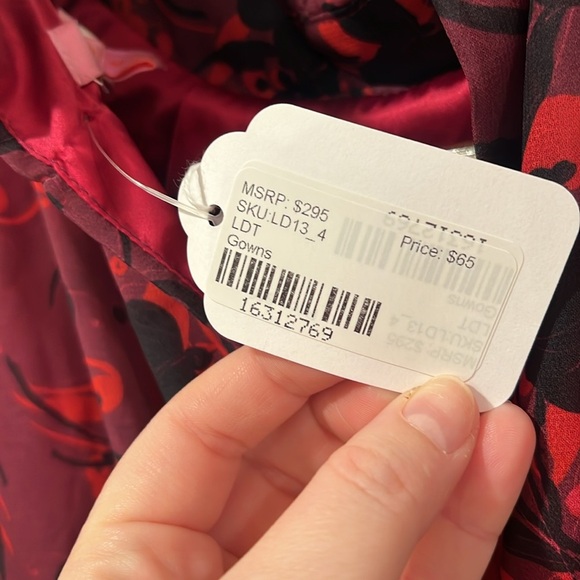 MSRP: $295
SKU:LD13_4
LDT Price: $65
Gowns
16312769